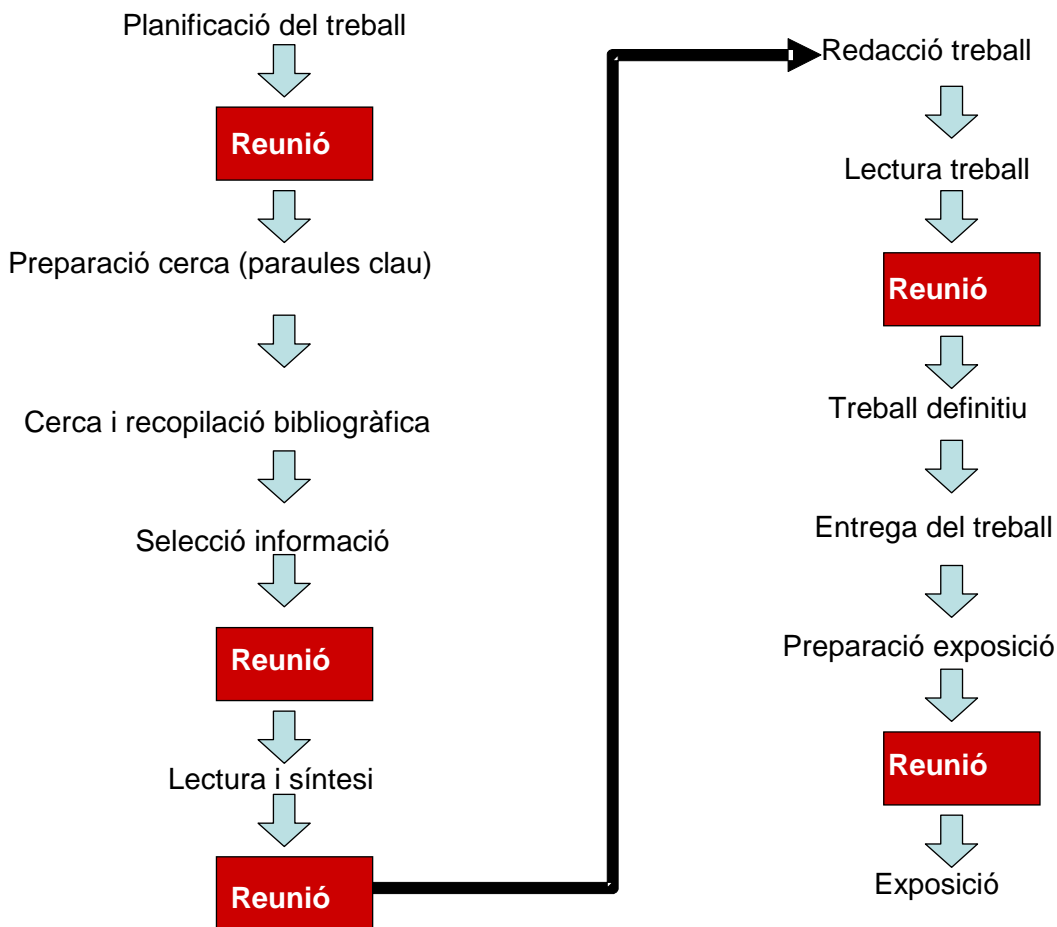 Planificació del treball
Reunió
Preparació cerca (paraules clau)
Cerca i recopilació bibliogràfica
Selecció informació
Reunió
Lectura i síntesi
Reunió
Redacció treball
Lectura treball
Reunió
Treball definitiu
Entrega del treball
Preparació exposició
Reunió
Exposició